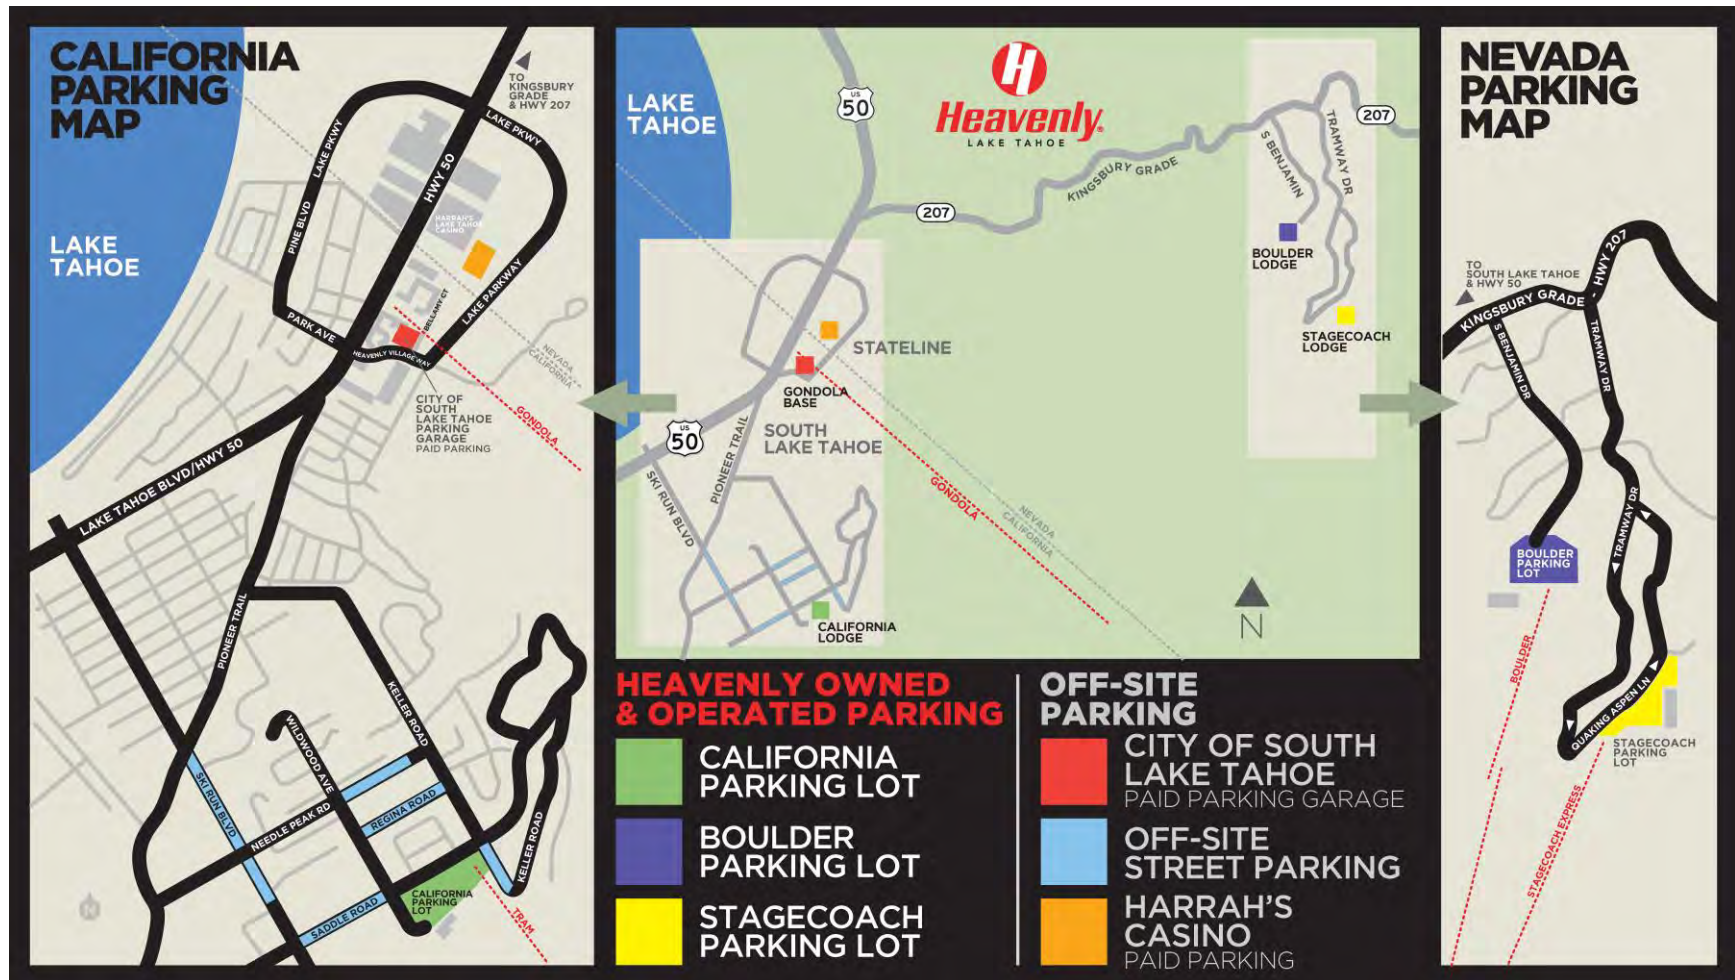 CALIFORNIA
PARKING
MAP
TO
KINGSBURY
GRADE
& HWY 207
LAKE PKWY
LAKE PKWY
HWY 50
PINE BLVD
HARRAH'S
LAKE TAHOE
CASINO
LAKE
TAHOE
BELLAMY CT
LAKE PARKWAY
PARK AVE
HEAVENLY VILLAGE WAY
NEVADA
CALIFORNIA
CITY OF
SOUTH
LAKE TAHOE
PARKING
GARAGE
PAID PARKING
GONDOLA
LAKE TAHOE BLVD/HWY 50
PIONEER TRAIL
KELLER ROAD
WILDWOOD AVE
SKI RUN BLVD
NEEDLE PEAK RD
REGINA ROAD
KELLER ROAD
CALIFORNIA
PARKING
LOT
SADDLE ROAD
TRAM
N
LAKE
TAHOE
US
50
H
Heavenly®
LAKE TAHOE
207
S BENJAMIN
TRAMWAY DR
KINGSBURY GRADE
207
BOULDER
LODGE
STAGECOACH
LODGE
STATELINE
GONDOLA
BASE
US
50
SOUTH
LAKE TAHOE
PIONEER TRAIL
SKI RUN BLVD
GONDOLA
NEVADA
CALIFORNIA
CALIFORNIA
LODGE
N
HEAVENLY OWNED
& OPERATED PARKING
CALIFORNIA
PARKING LOT
BOULDER
PARKING LOT
STAGECOACH
PARKING LOT
OFF-SITE
PARKING
CITY OF SOUTH
LAKE TAHOE
PAID PARKING GARAGE
OFF-SITE
STREET PARKING
HARRAH'S
CASINO
PAID PARKING
NEVADA
PARKING
MAP
TO
SOUTH LAKE TAHOE
& HWY 50
KINGSBURY GRADE - HWY 207
S BENJAMIN DR
TRAMWAY DR
TRAMWAY DR
BOULDER
PARKING
LOT
BOULDER
QUAKING ASPEN LN
STAGECOACH
PARKING
LOT
STAGECOACH EXPRESS